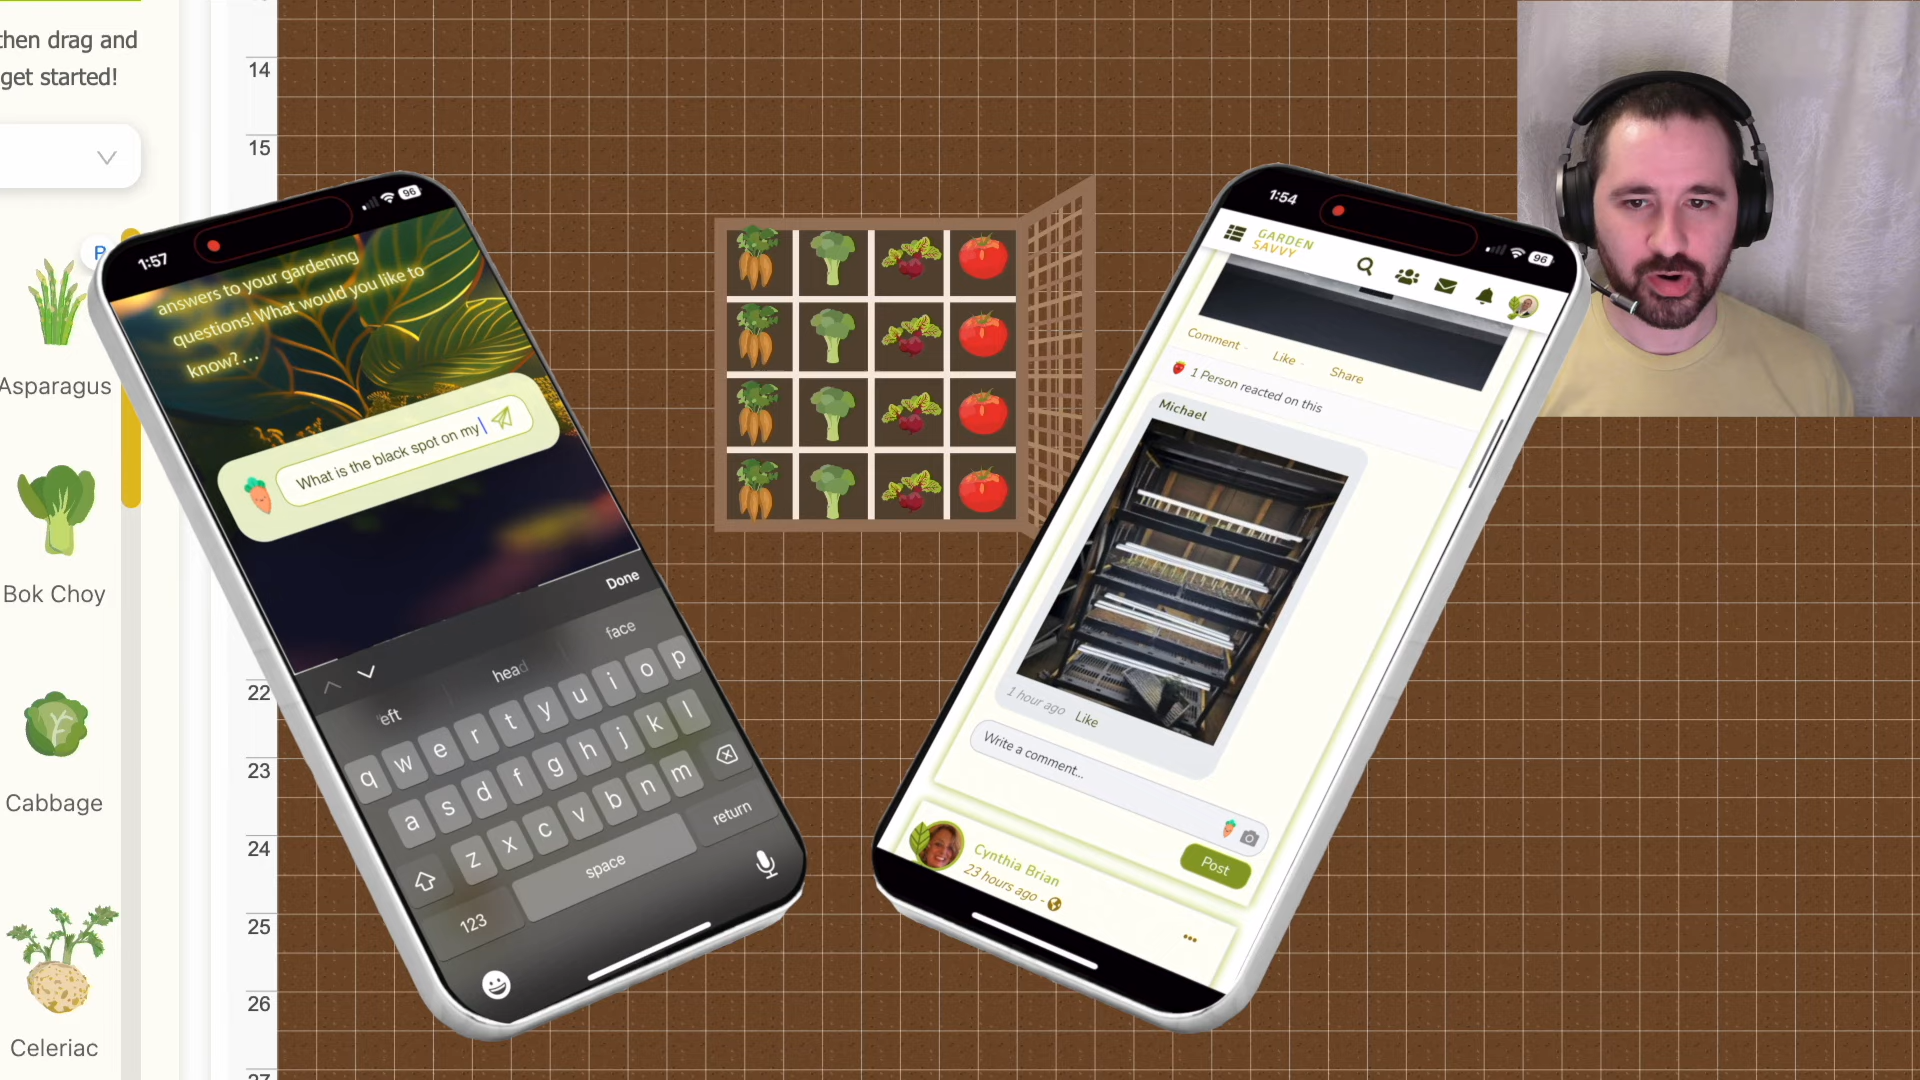 then drag and
get started!
Asparagus
Bok Choy
Cabbage
Celeriac
14
15
22
23
24
25
26
27
1:57
96
answers to your gardening
questions! What would you like to
know?...
What is the black spot on my
Done
eft
head
face
q w e r t y u i o p
a s d f g h j k l
z x c v b n m
123
space
return
1:54
96
GARDEN
SAVVY
Comment
Like
Share
1 Person reacted on this
Michael
1 hour ago Like
Write a comment...
Post
Cynthia Brian
23 hours ago -